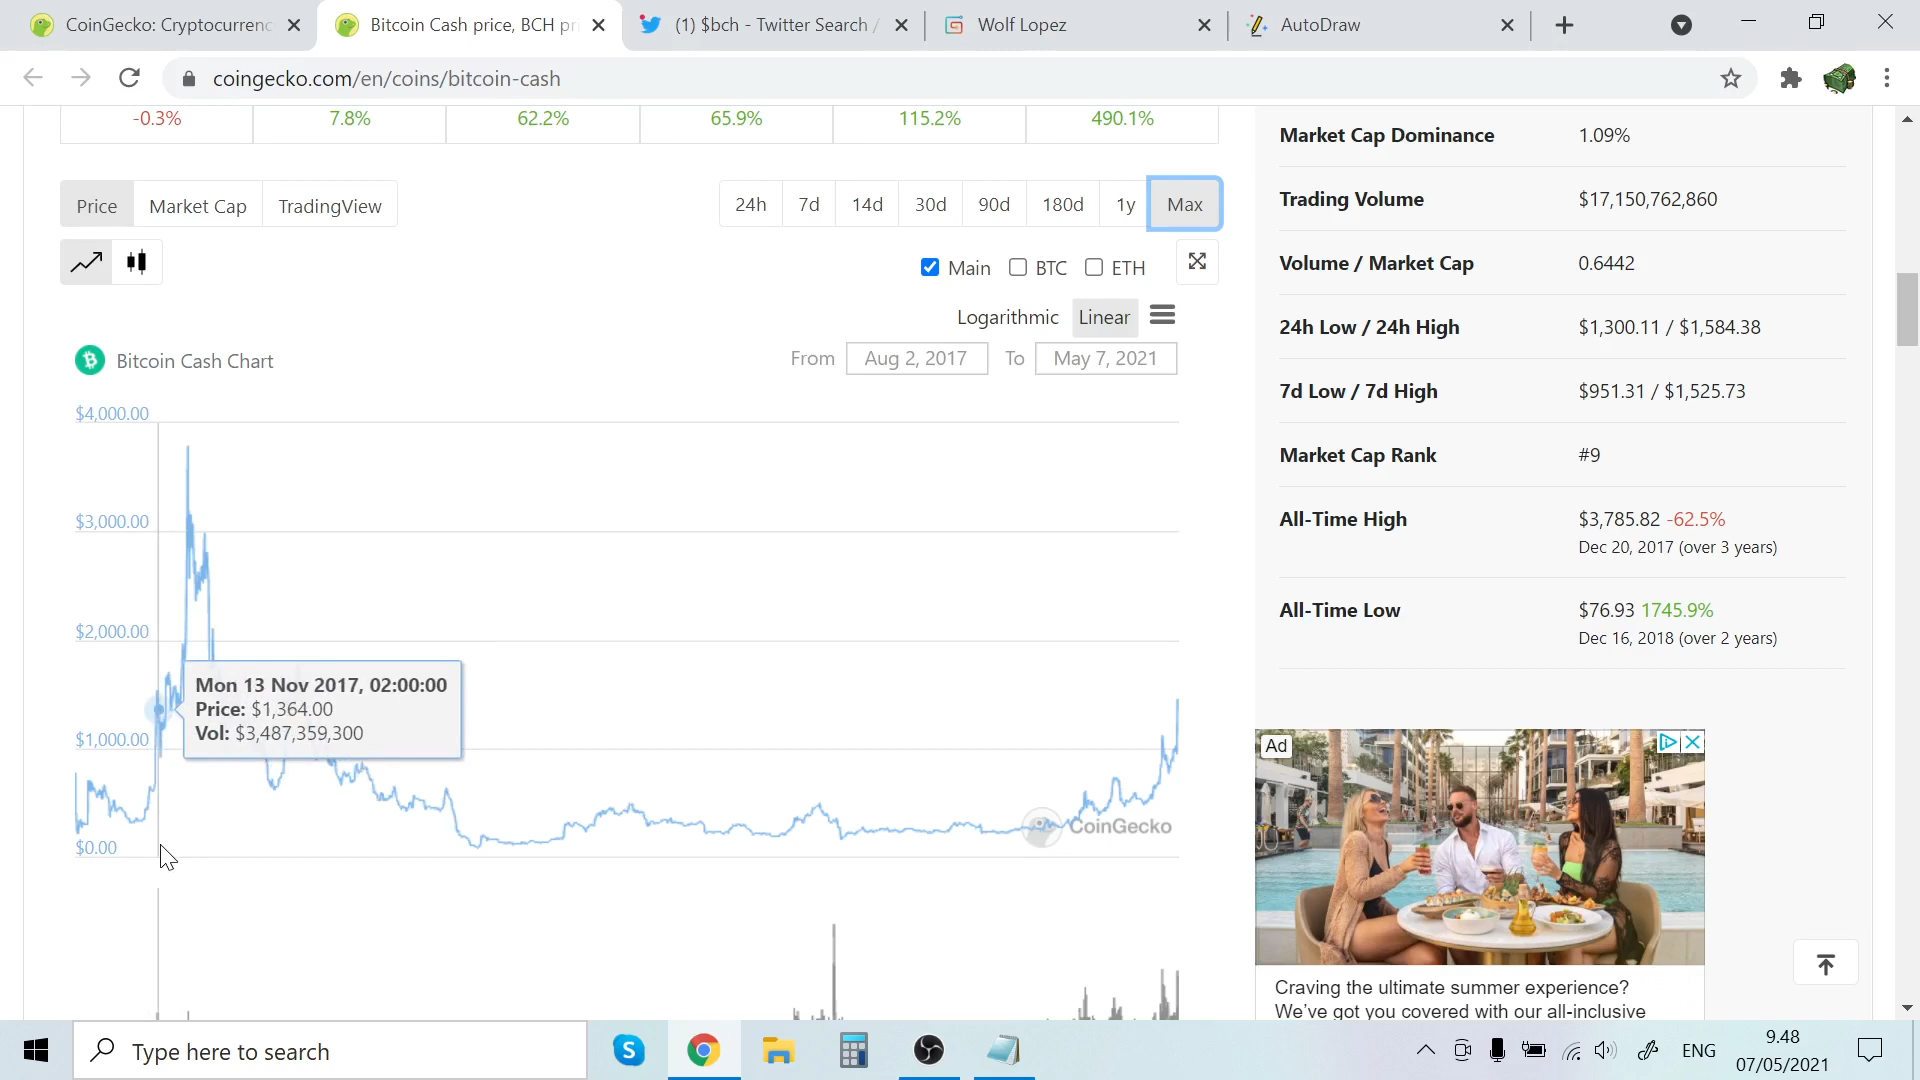 CoinGecko: Cryptocurrenc
Bitcoin Cash price, BCH pri
(1) $bch - Twitter Search /
Wolf Lopez
AutoDraw
coingecko.com/en/coins/bitcoin-cash
-0.3% 7.8% 62.2% 65.9% 115.2% 490.1%
Price Market Cap TradingView
24h 7d 14d 30d 90d 180d 1y Max
Main BTC ETH
Logarithmic Linear
Bitcoin Cash Chart
From Aug 2, 2017 To May 7, 2021
$4,000.00
$3,000.00
$2,000.00
$1,000.00
$0.00
Mon 13 Nov 2017, 02:00:00
Price: $1,364.00
Vol: $3,487,359,300
CoinGecko
Market Cap Dominance 1.09%
Trading Volume $17,150,762,860
Volume / Market Cap 0.6442
24h Low / 24h High $1,300.11 / $1,584.38
7d Low / 7d High $951.31 / $1,525.73
Market Cap Rank #9
All-Time High $3,785.82 -62.5%
Dec 20, 2017 (over 3 years)
All-Time Low $76.93 1745.9%
Dec 16, 2018 (over 2 years)
Ad
Craving the ultimate summer experience?
We've got you covered with our all-inclusive
Type here to search
ENG
9.48
07/05/2021